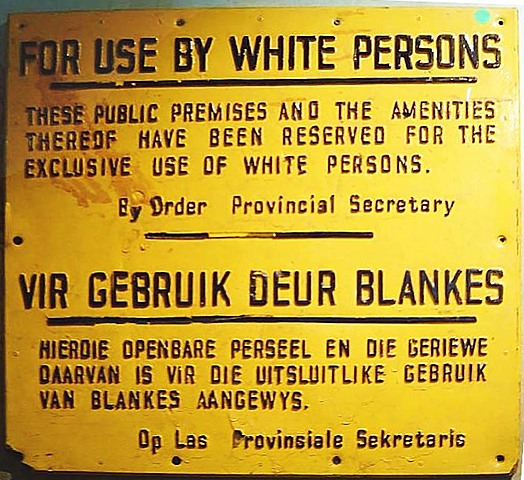 FOR USE BY WHITE PERSONS
THESE PUBLIC PREMISES AND THE AMENITIES
THEREOF HAVE BEEN RESERVED FOR THE
EXCLUSIVE USE OF WHITE PERSONS.
By Order Provincial Secretary
VIR GEBRUIK DEUR BLANKES
HIERDIE OPENBARE PERSEEL EN DIE GERIEWE
DAARVAN IS VIR DIE UITSLUITLIKE GEBRUIK
VAN BLANKES AANGEWYS.
Op Las Provinsiale Sekretaris